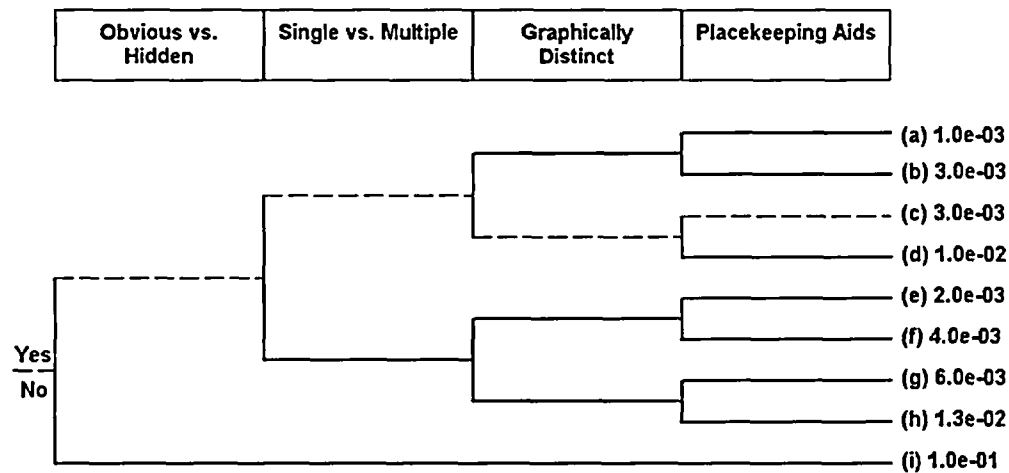 Obvious vs.
Hidden
Single vs. Multiple
Graphically
Distinct
Placekeeping Aids
(a) 1.0e-03
(b) 3.0e-03
(c) 3.0e-03
(d) 1.0e-02
(e) 2.0e-03
(f) 4.0e-03
Yes
No
(g) 6.0e-03
(h) 1.3e-02
(i) 1.0e-01